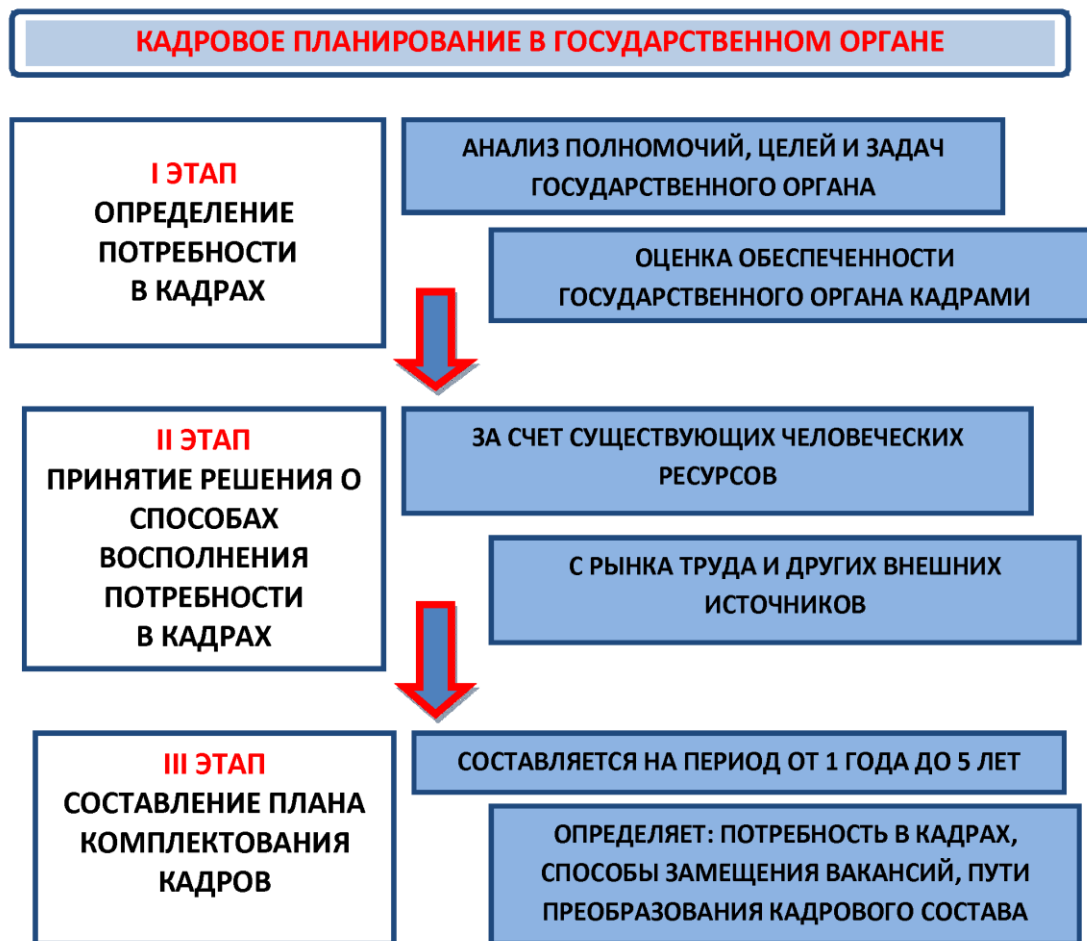 КАДРОВОЕ ПЛАНИРОВАНИЕ В ГОСУДАРСТВЕННОМ ОРГАНЕ
I ЭТАП
ОПРЕДЕЛЕНИЕ
ПОТРЕБНОСТИ
В КАДРАХ
АНАЛИЗ ПОЛНОМОЧИЙ, ЦЕЛЕЙ И ЗАДАЧ
ГОСУДАРСТВЕННОГО ОРГАНА
ОЦЕНКА ОБЕСПЕЧЕННОСТИ
ГОСУДАРСТВЕННОГО ОРГАНА КАДРАМИ
II ЭТАП
ПРИНЯТИЕ РЕШЕНИЯ О
СПОСОБАХ
ВОСПОЛНЕНИЯ
ПОТРЕБНОСТИ
В КАДРАХ
ЗА СЧЕТ СУЩЕСТВУЮЩИХ ЧЕЛОВЕЧЕСКИХ
РЕСУРСОВ
С РЫНКА ТРУДА И ДРУГИХ ВНЕШНИХ
ИСТОЧНИКОВ
III ЭТАП
СОСТАВЛЕНИЕ ПЛАНА
КОМПЛЕКТОВАНИЯ
КАДРОВ
СОСТАВЛЯЕТСЯ НА ПЕРИОД ОТ 1 ГОДА ДО 5 ЛЕТ
ОПРЕДЕЛЯЕТ: ПОТРЕБНОСТЬ В КАДРАХ,
СПОСОБЫ ЗАМЕЩЕНИЯ ВАКАНСИЙ, ПУТИ
ПРЕОБРАЗОВАНИЯ КАДРОВОГО СОСТАВА